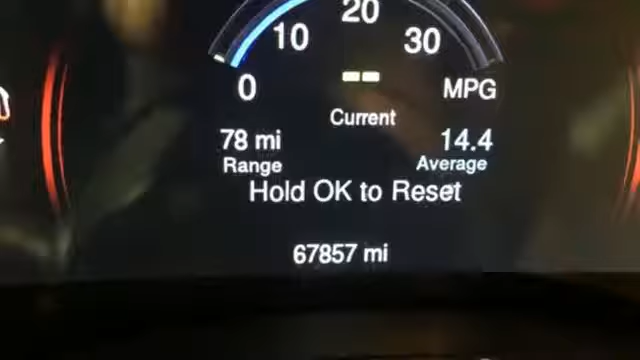 20
10 30
0 -- MPG
Current
78 mi 14.4
Range Average
Hold OK to Reset
67857 mi